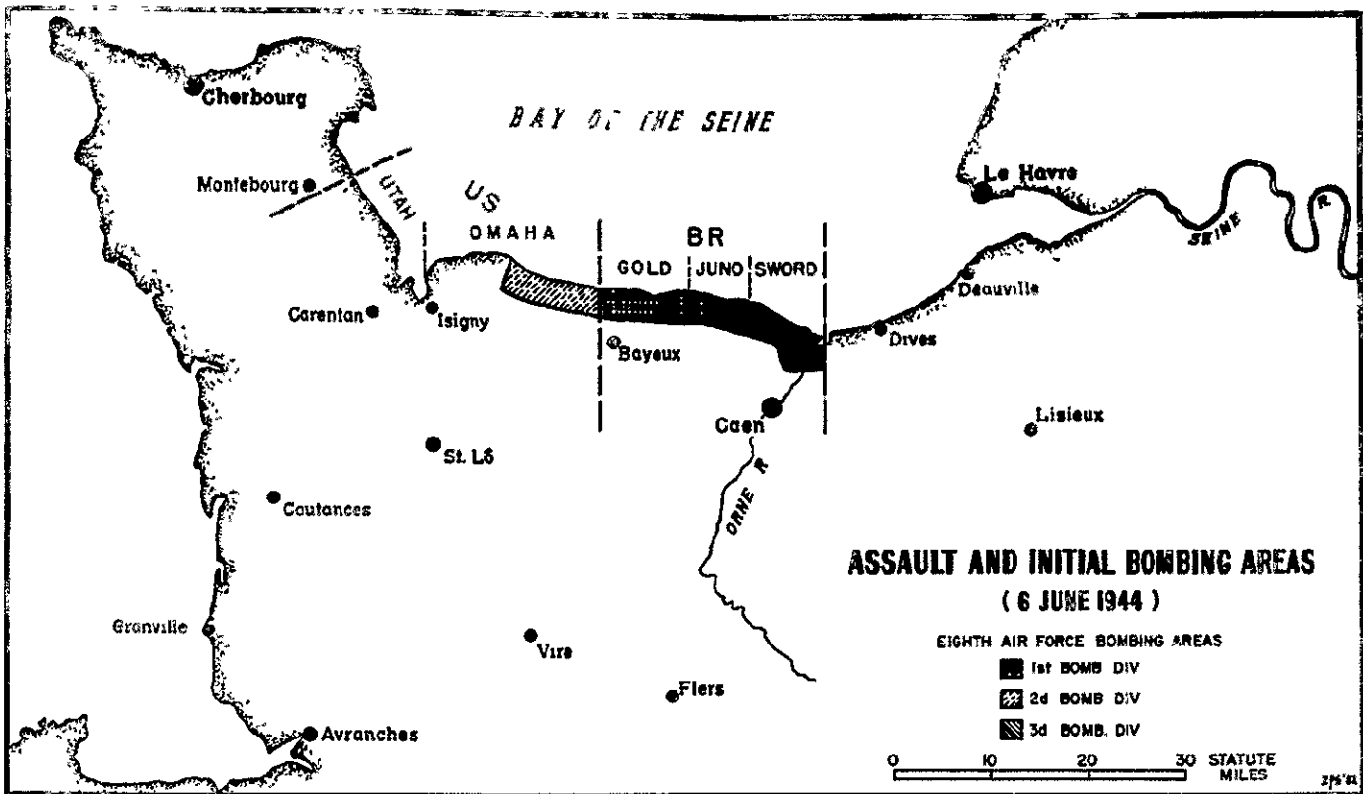 Cherbourg
BAY OF THE SEINE
Le Havre
Montebourg
UTAH
US
OMAHA
BR
SEINE R.
GOLD
JUNO
SWORD
Deauville
Carentan
Isigny
Dives
Bayeux
Caen
Lisieux
St. Lô
Coutances
ORNE R
ASSAULT AND INITIAL BOMBING AREAS
( 6 JUNE 1944 )
Granville
Vire
EIGHTH AIR FORCE BOMBING AREAS
1st BOMB DIV
2d BOMB DIV
3d BOMB. DIV
Flers
Avranches
0 10 20 30 STATUTE
MILES